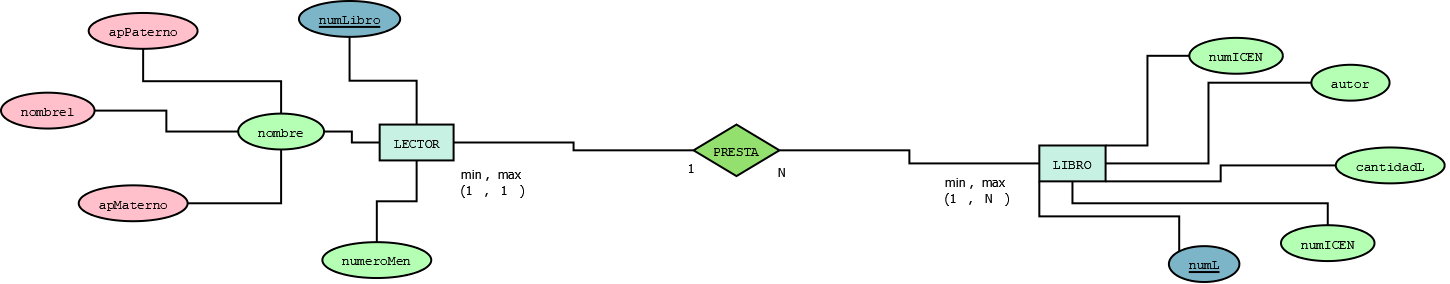 apPaterno
numLibro
nombre1
nombre
apMaterno
LECTOR
min , max
(1 , 1 )
numeroMen
PRESTA
1
N
LIBRO
min , max
(1 , N )
numICEN
autor
cantidadL
numICEN
numL